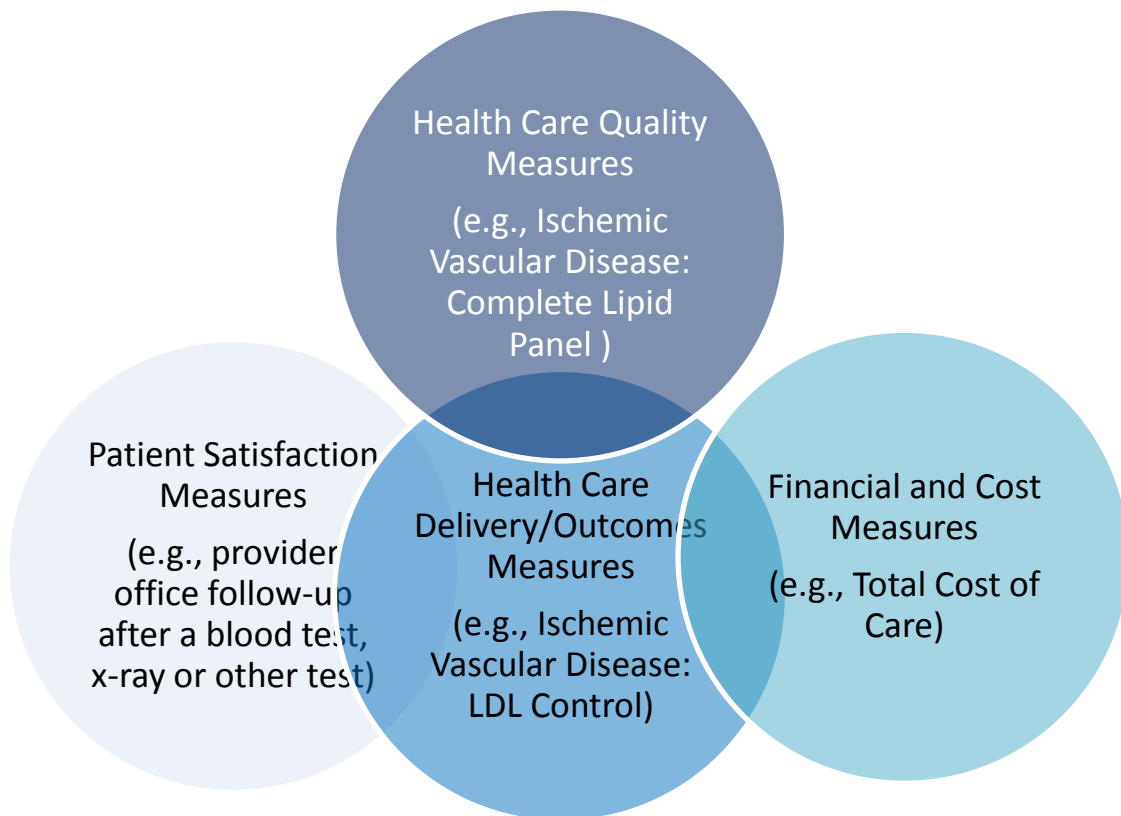 Health Care Quality
Measures
(e.g., Ischemic
Vascular Disease:
Complete Lipid
Panel )
Patient Satisfaction
Measures
(e.g., provider
office follow-up
after a blood test,
x-ray or other test)
Health Care
Delivery/Outcomes
Measures
(e.g., Ischemic
Vascular Disease:
LDL Control)
Financial and Cost
Measures
(e.g., Total Cost of
Care)